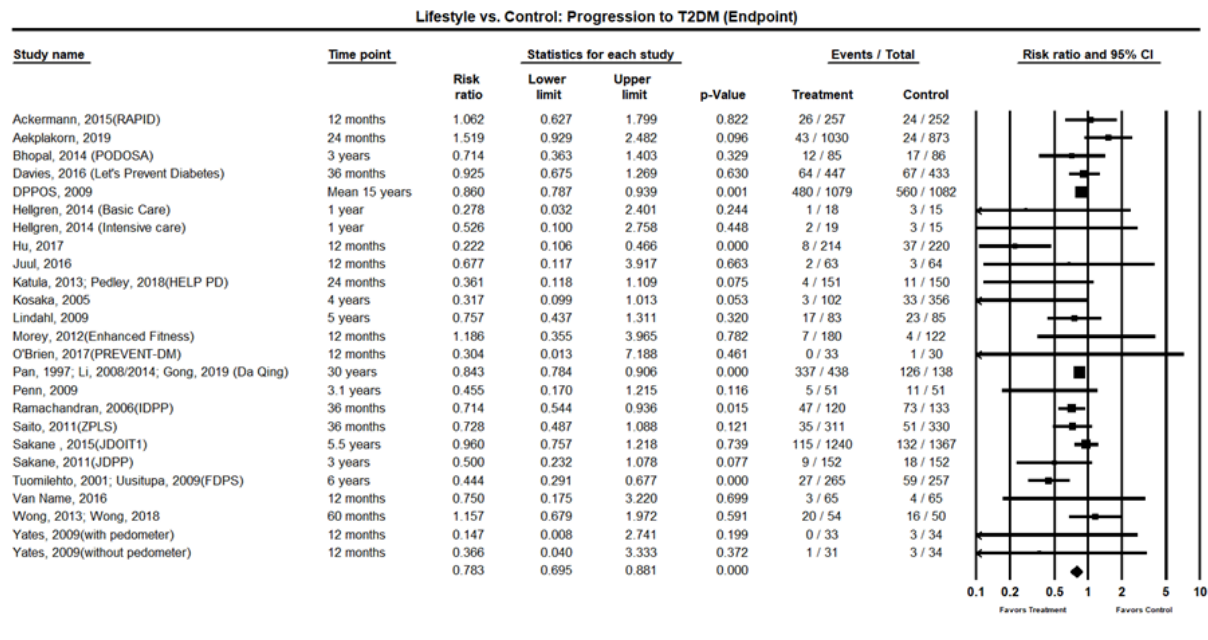 Lifestyle vs. Control: Progression to T2DM (Endpoint)
Study name Time point Statistics for each study Events / Total Risk ratio and 95% CI
Risk ratio Lower limit Upper limit p-Value Treatment Control
Ackermann, 2015(RAPID) 12 months 1.062 0.627 1.799 0.822 26 / 257 24 / 252
Aekplakorn, 2019 24 months 1.519 0.929 2.482 0.096 43 / 1030 24 / 873
Bhopal, 2014 (PODOSA) 3 years 0.714 0.363 1.403 0.329 12 / 85 17 / 86
Davies, 2016 (Let's Prevent Diabetes) 36 months 0.925 0.675 1.269 0.630 64 / 447 67 / 433
DPPOS, 2009 Mean 15 years 0.860 0.787 0.939 0.001 480 / 1079 560 / 1082
Hellgren, 2014 (Basic Care) 1 year 0.278 0.032 2.401 0.244 1 / 18 3 / 15
Hellgren, 2014 (Intensive care) 1 year 0.526 0.100 2.758 0.448 2 / 19 3 / 15
Hu, 2017 12 months 0.222 0.106 0.466 0.000 8 / 214 37 / 220
Juul, 2016 12 months 0.677 0.117 3.917 0.663 2 / 63 3 / 64
Katula, 2013; Pedley, 2018(HELP PD) 24 months 0.361 0.118 1.109 0.075 4 / 151 11 / 150
Kosaka, 2005 4 years 0.317 0.099 1.013 0.053 3 / 102 33 / 356
Lindahl, 2009 5 years 0.757 0.437 1.311 0.320 17 / 83 23 / 85
Morey, 2012(Enhanced Fitness) 12 months 1.186 0.355 3.965 0.782 7 / 180 4 / 122
O'Brien, 2017(PREVENT-DM) 12 months 0.304 0.013 7.188 0.461 0 / 33 1 / 30
Pan, 1997; Li, 2008/2014; Gong, 2019 (Da Qing) 30 years 0.843 0.784 0.906 0.000 337 / 438 126 / 138
Penn, 2009 3.1 years 0.455 0.170 1.215 0.116 5 / 51 11 / 51
Ramachandran, 2006(IDPP) 36 months 0.714 0.544 0.936 0.015 47 / 120 73 / 133
Saito, 2011(ZPLS) 36 months 0.728 0.487 1.088 0.121 35 / 311 51 / 330
Sakane , 2015(JDOIT1) 5.5 years 0.960 0.757 1.218 0.739 115 / 1240 132 / 1367
Sakane, 2011(JDPP) 3 years 0.500 0.232 1.078 0.077 9 / 152 18 / 152
Tuomilehto, 2001; Uusitupa, 2009(FDPS) 6 years 0.444 0.291 0.677 0.000 27 / 265 59 / 257
Van Name, 2016 12 months 0.750 0.175 3.220 0.699 3 / 65 4 / 65
Wong, 2013; Wong, 2018 60 months 1.157 0.679 1.972 0.591 20 / 54 16 / 50
Yates, 2009(with pedometer) 12 months 0.147 0.008 2.741 0.199 0 / 33 3 / 34
Yates, 2009(without pedometer) 12 months 0.366 0.040 3.333 0.372 1 / 31 3 / 34
0.783 0.695 0.881 0.000
0.1 0.2 0.5 1 2 5 10
Favors Treatment Favors Control